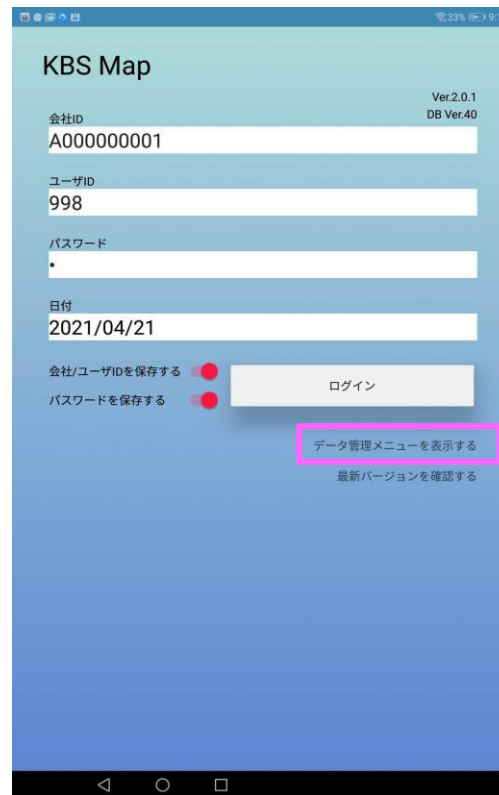 33%
KBS Map
Ver.2.0.1
DB Ver.40
会社ID
A000000001
ユーザID
998
パスワード
•
日付
2021/04/21
会社/ユーザIDを保存する
ログイン
パスワードを保存する
データ管理メニューを表示する
最新バージョンを確認する